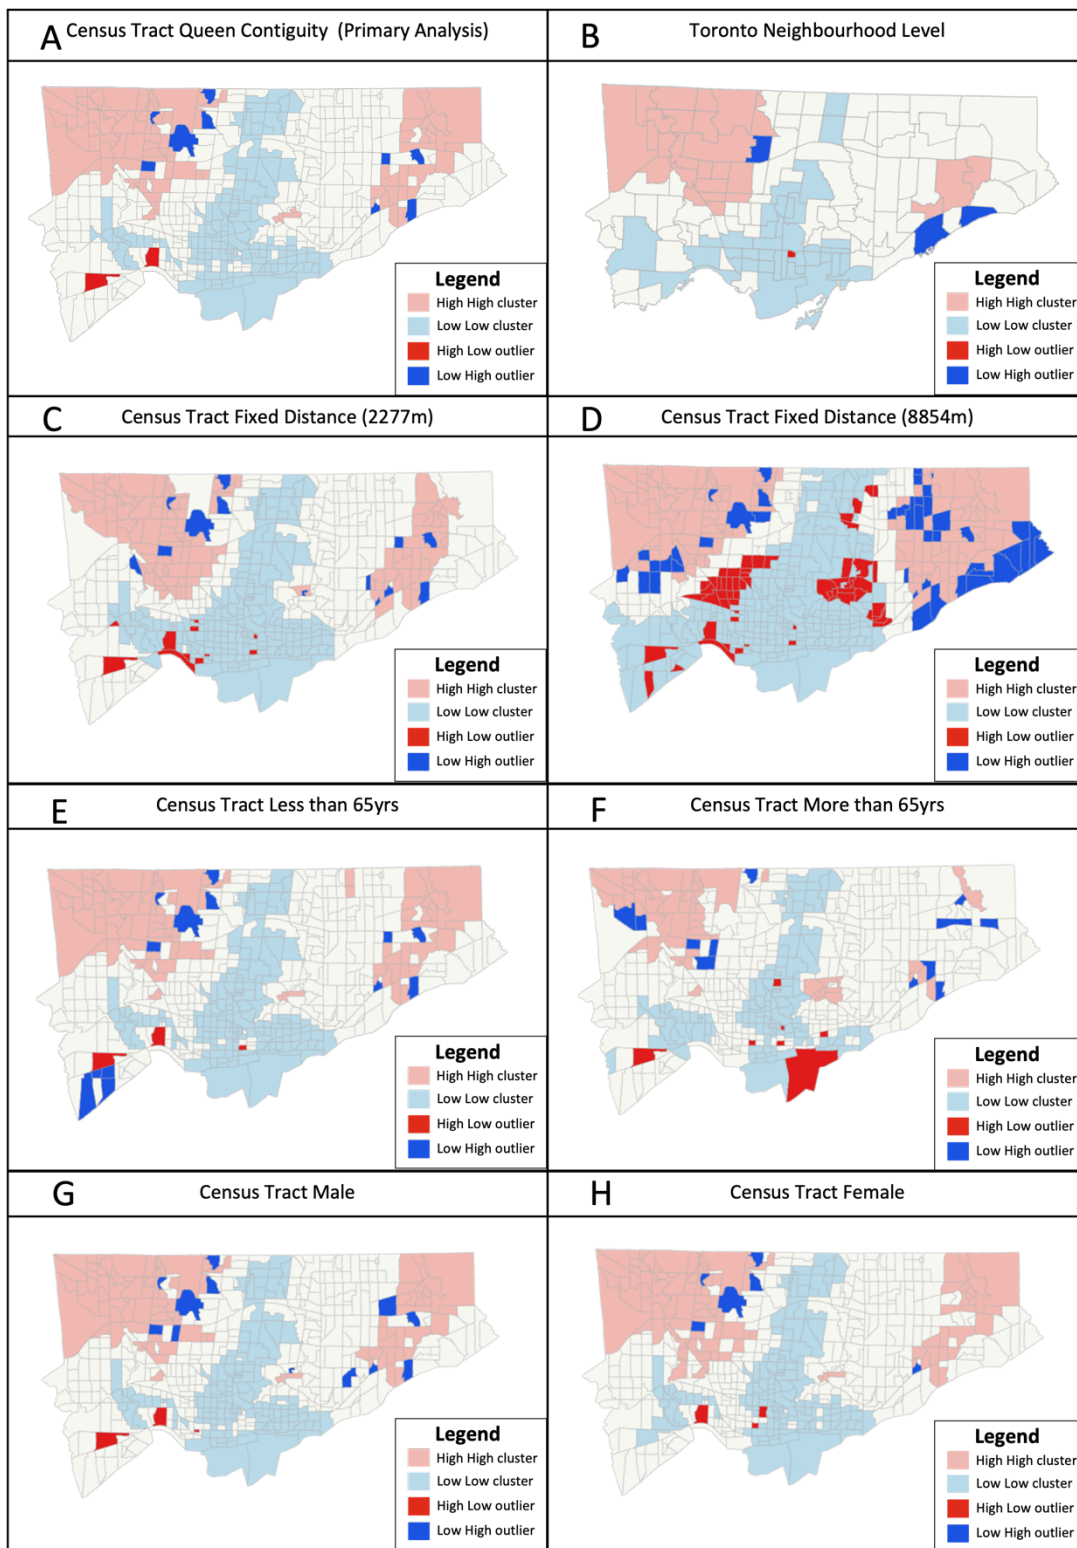 A Census Tract Queen Contiguity (Primary Analysis)
B Toronto Neighbourhood Level
Legend
High High cluster
Low Low cluster
High Low outlier
Low High outlier
Legend
High High cluster
Low Low cluster
High Low outlier
Low High outlier
C Census Tract Fixed Distance (2277m)
D Census Tract Fixed Distance (8854m)
Legend
High High cluster
Low Low cluster
High Low outlier
Low High outlier
Legend
High High cluster
Low Low cluster
High Low outlier
Low High outlier
E Census Tract Less than 65yrs
F Census Tract More than 65yrs
Legend
High High cluster
Low Low cluster
High Low outlier
Low High outlier
Legend
High High cluster
Low Low cluster
High Low outlier
Low High outlier
G Census Tract Male
H Census Tract Female
Legend
High High cluster
Low Low cluster
High Low outlier
Low High outlier
Legend
High High cluster
Low Low cluster
High Low outlier
Low High outlier